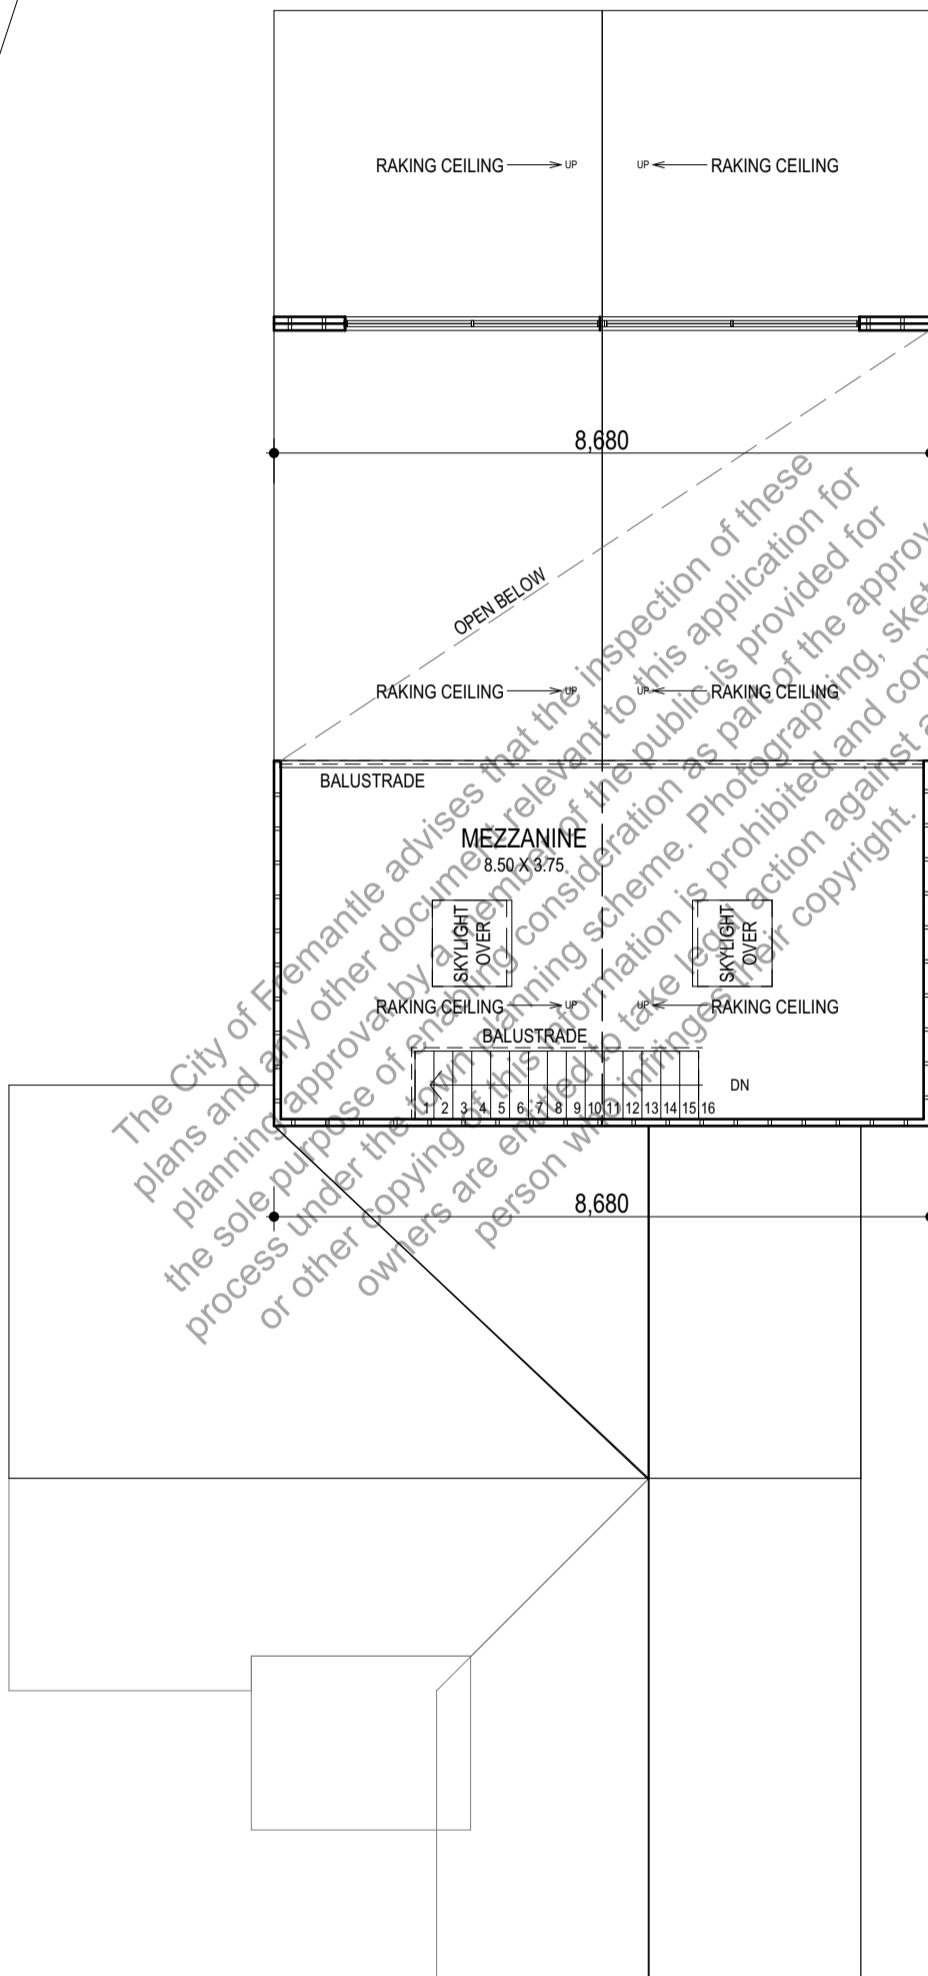 RAKING CEILING UP UP RAKING CEILING
8,680
OPEN BELOW
RAKING CEILING UP UP RAKING CEILING
BALUSTRADE
MEZZANINE
8.50 X 3.75
SKYLIGHT
OVER
SKYLIGHT
OVER
RAKING CEILING UP UP RAKING CEILING
BALUSTRADE
DN
1 2 3 4 5 6 7 8 9 10 11 12 13 14 15 16
8,680
The City of Fremantle advises that the inspection of these
plans and any other document relevant to this application for
planning approval by a member of the public is provided for
the sole purpose of enabling consideration as part of the approv
process under the town planning scheme. Photographing, sket
or other copying of this information is prohibited and cop
owners are entitled to take legal action against a
person who infringes their copyright.